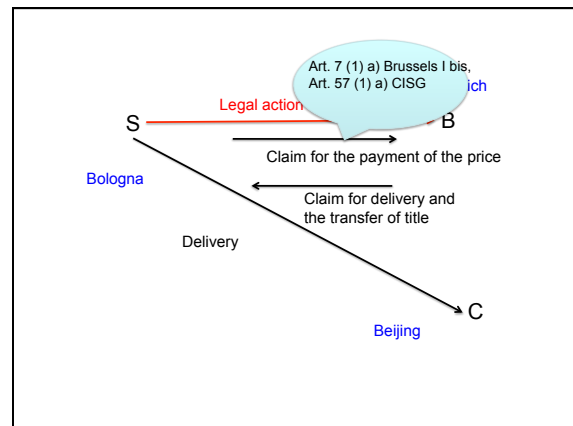 Art. 7 (1) a) Brussels I bis,
Art. 57 (1) a) CISG
Legal action
S
B
Claim for the payment of the price
Bologna
Claim for delivery and
the transfer of title
Delivery
C
Beijing